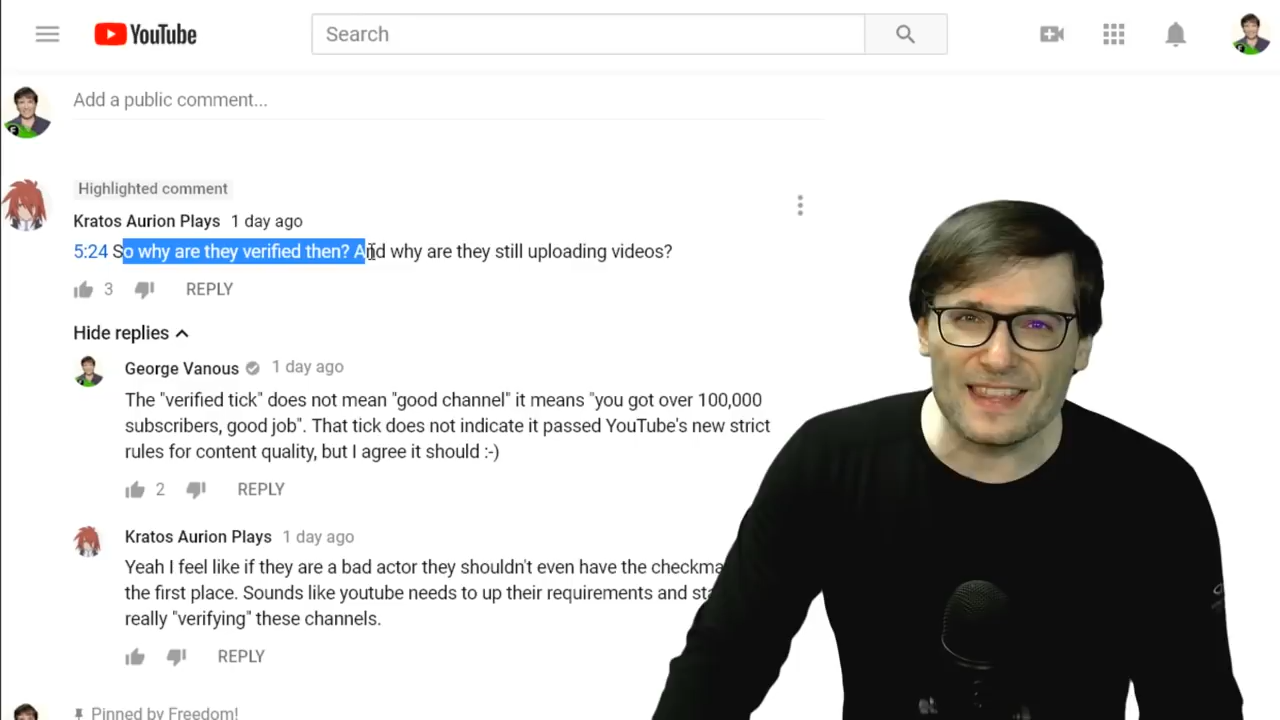 YouTube
Search
Add a public comment...
Highlighted comment
Kratos Aurion Plays 1 day ago
5:24 So why are they verified then? And why are they still uploading videos?
3 REPLY
Hide replies
George Vanous 1 day ago
The "verified tick" does not mean "good channel" it means "you got over 100,000
subscribers, good job". That tick does not indicate it passed YouTube's new strict
rules for content quality, but I agree it should :-)
2 REPLY
Kratos Aurion Plays 1 day ago
Yeah I feel like if they are a bad actor they shouldn't even have the checkma
the first place. Sounds like youtube needs to up their requirements and sta
really "verifying" these channels.
REPLY
Pinned by Freedom!